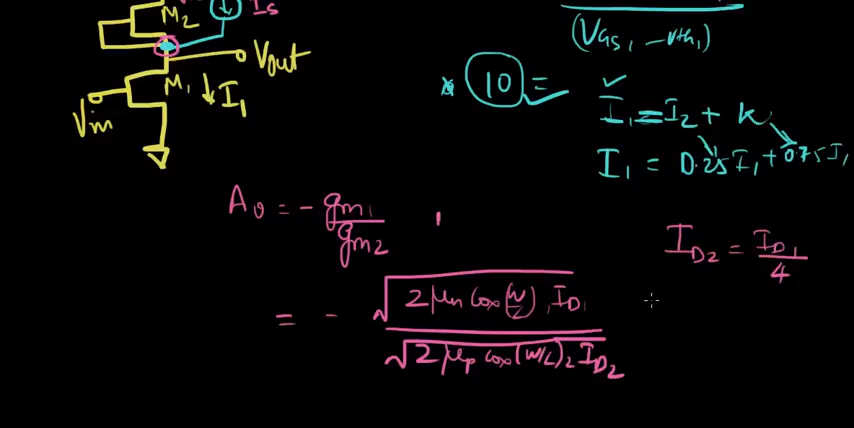 M2
Is
Vout
M1 ↓ I1
Vin
(VGS1 - Vth1)
* 10 =
I1 = I2 + k
I1 = 0.25 I1 + 0.75 I1
A0 = - gm1 / gm2
ID2 = ID1 / 4
= - √2 μn Cox (W/L)1 ID1
√2 μp Cox (W/L)2 ID2